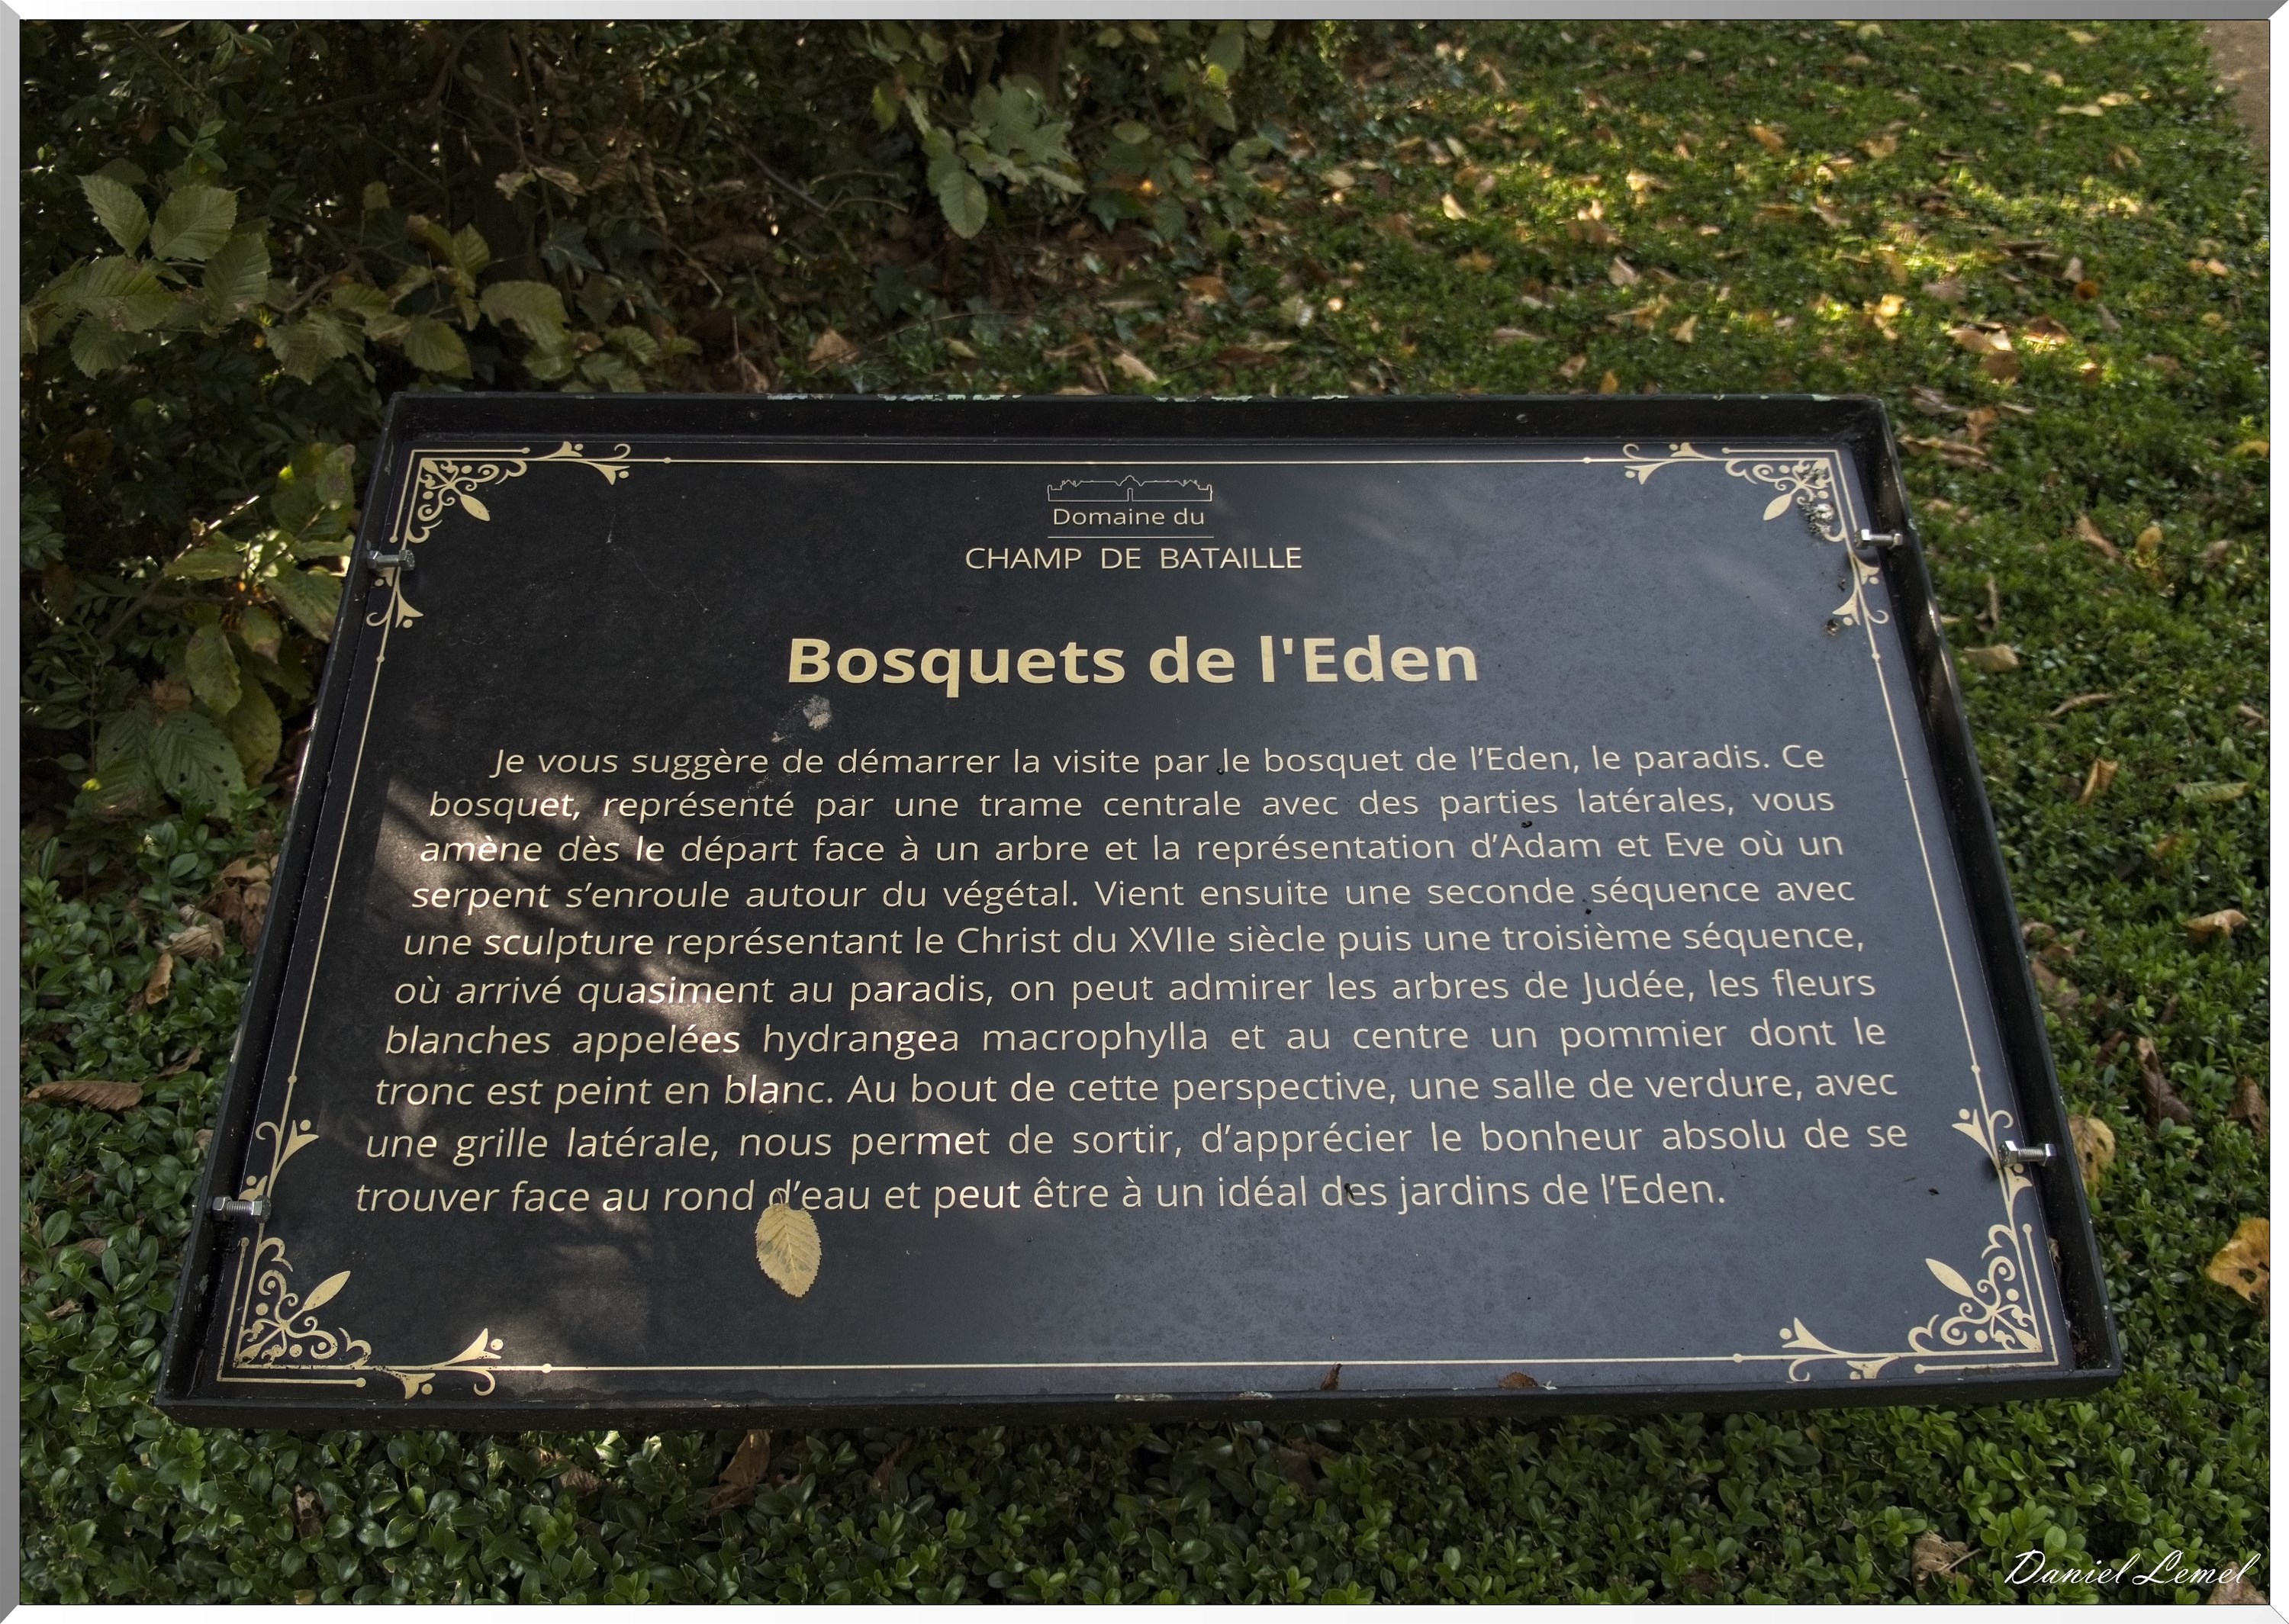 Domaine du
CHAMP DE BATAILLE
Bosquets de l'Eden
Je vous suggère de démarrer la visite par le bosquet de l’Eden, le paradis. Ce
bosquet, représenté par une trame centrale avec des parties latérales, vous
amène dès le départ face à un arbre et la représentation d’Adam et Eve où un
serpent s’enroule autour du végétal. Vient ensuite une seconde séquence avec
une sculpture représentant le Christ du XVIIe siècle puis une troisième séquence,
où arrivé quasiment au paradis, on peut admirer les arbres de Judée, les fleurs
blanches appelées hydrangea macrophylla et au centre un pommier dont le
tronc est peint en blanc. Au bout de cette perspective, une salle de verdure, avec
une grille latérale, nous permet de sortir, d’apprécier le bonheur absolu de se
trouver face au rond d’eau et peut être à un idéal des jardins de l’Eden.
Daniel Lemel